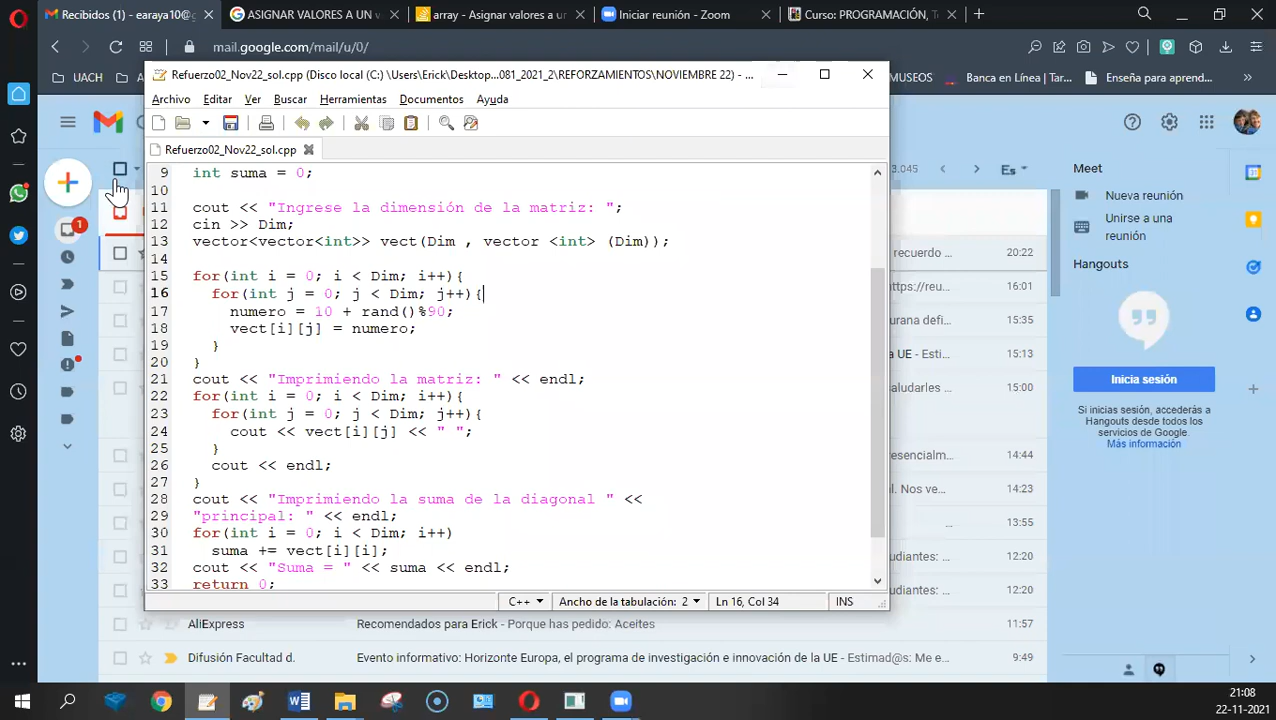 Recibidos (1) - earaya10@
ASIGNAR VALORES A UN v
array - Asignar valores a un
Iniciar reunión - Zoom
Curso: PROGRAMACIÓN, T
mail.google.com/mail/u/0/
UACH
MUSEOS
Banca en Línea | Tar...
Enseña para aprend...
Refuerzo02_Nov22_sol.cpp (Disco local (C:) \Users\Erick\Desktop...081_2021_2\REFORZAMIENTOS\NOVIEMBRE 22) - ...
Archivo Editar Ver Buscar Herramientas Documentos Ayuda
Refuerzo02_Nov22_sol.cpp
9 int suma = 0;
10
11 cout << "Ingrese la dimensión de la matriz: ";
12 cin >> Dim;
13 vector<vector<int>> vect(Dim , vector <int> (Dim));
14
15 for(int i = 0; i < Dim; i++){
16 for(int j = 0; j < Dim; j++){
17 numero = 10 + rand()%90;
18 vect[i][j] = numero;
19 }
20 }
21 cout << "Imprimiendo la matriz: " << endl;
22 for(int i = 0; i < Dim; i++){
23 for(int j = 0; j < Dim; j++){
24 cout << vect[i][j] << " ";
25 }
26 cout << endl;
27 }
28 cout << "Imprimiendo la suma de la diagonal " <<
29 "principal: " << endl;
30 for(int i = 0; i < Dim; i++)
31 suma += vect[i][i];
32 cout << "Suma = " << suma << endl;
33 return 0;
C++ Ancho de la tabulación: 2 Ln 16, Col 34 INS
1
3.045
Es
recuerdo 20:22
https://reu... 16:01
urana defi... 15:35
a UE - Esti... 15:13
aludarles 15:00
presencialm... 14:44
al. Nos ve... 14:23
... 13:55
udiantes: ... 12:20
udiantes: ... 12:20
AliExpress Recomendados para Erick - Porque has pedido: Aceites 11:57
Difusión Facultad d. Evento informativo: Horizonte Europa, el programa de investigación e innovación de la UE - Estimad@s: Me e... 9:49
Meet
Nueva reunión
Unirse a una
reunión
Hangouts
Inicia sesión
Si inicias sesión, accederás a
Hangouts desde todos los
servicios de Google.
Más información
21:08
22-11-2021